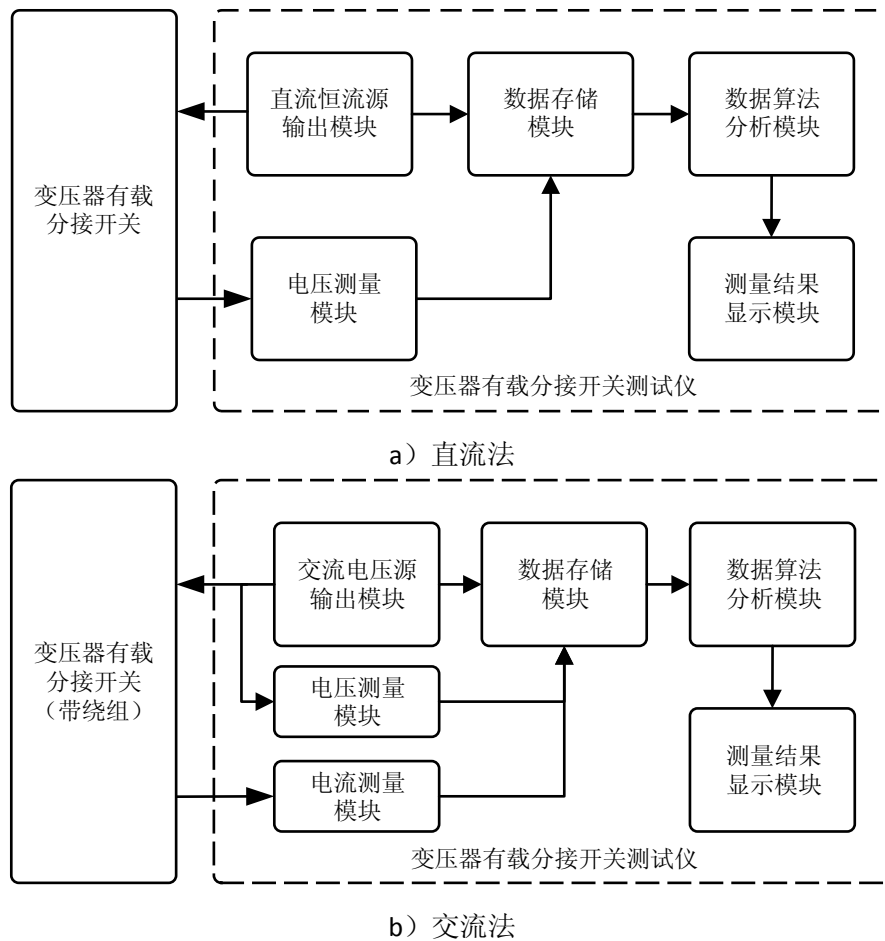 变压器有载
分接开关
直流恒流源
输出模块
数据存储
模块
数据算法
分析模块
电压测量
模块
测量结果
显示模块
变压器有载分接开关测试仪
a）直流法
变压器有载
分接开关
（带绕组）
交流电压源
输出模块
数据存储
模块
数据算法
分析模块
电压测量
模块
电流测量
模块
测量结果
显示模块
变压器有载分接开关测试仪
b）交流法